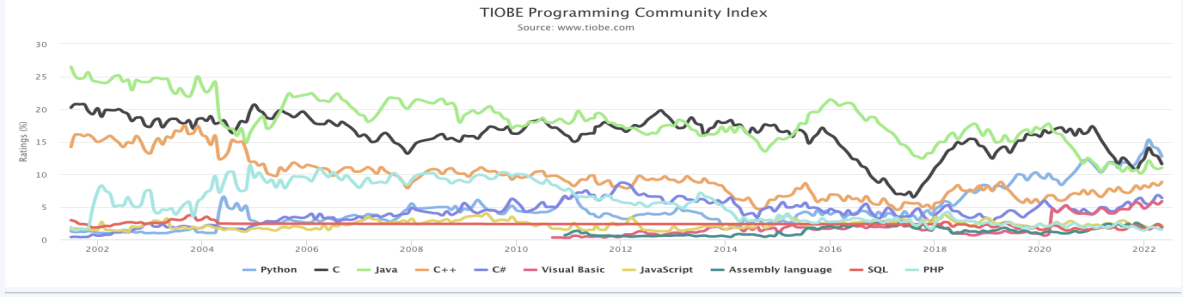 TIOBE Programming Community Index
Source: www.tiobe.com
Ratings (%)
30
25
20
15
10
5
0
2002 2004 2006 2008 2010 2012 2014 2016 2018 2020 2022
Python C Java C++ C# Visual Basic JavaScript Assembly language SQL PHP